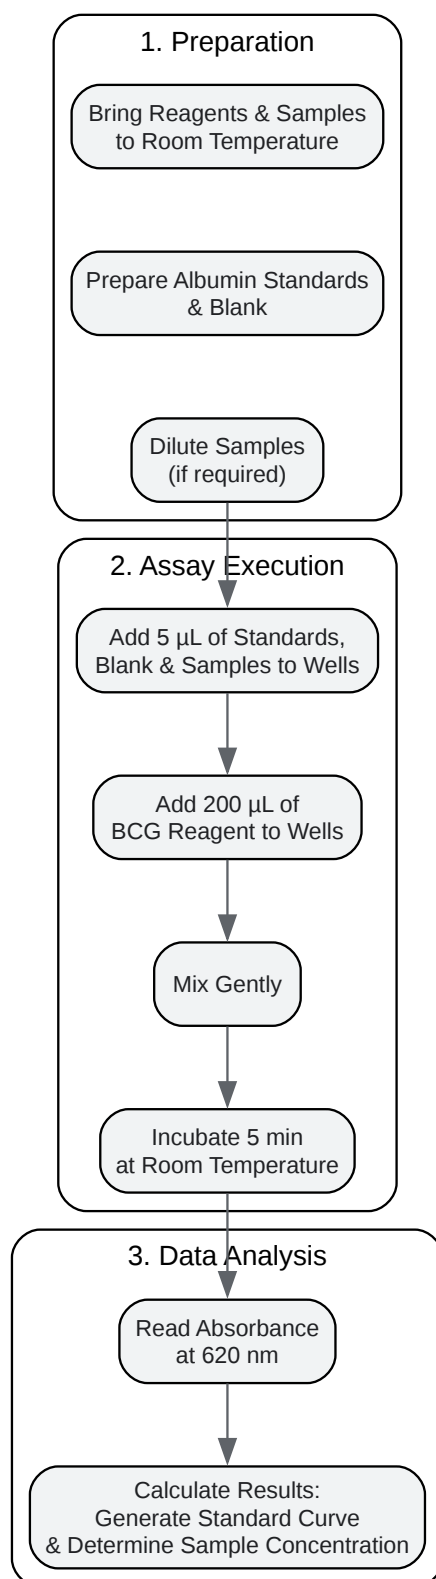 1. Preparation
Bring Reagents & Samples
to Room Temperature
Prepare Albumin Standards
& Blank
Dilute Samples
(if required)
2. Assay Execution
Add 5 µL of Standards,
Blank & Samples to Wells
Add 200 µL of
BCG Reagent to Wells
Mix Gently
Incubate 5 min
at Room Temperature
3. Data Analysis
Read Absorbance
at 620 nm
Calculate Results:
Generate Standard Curve
& Determine Sample Concentration